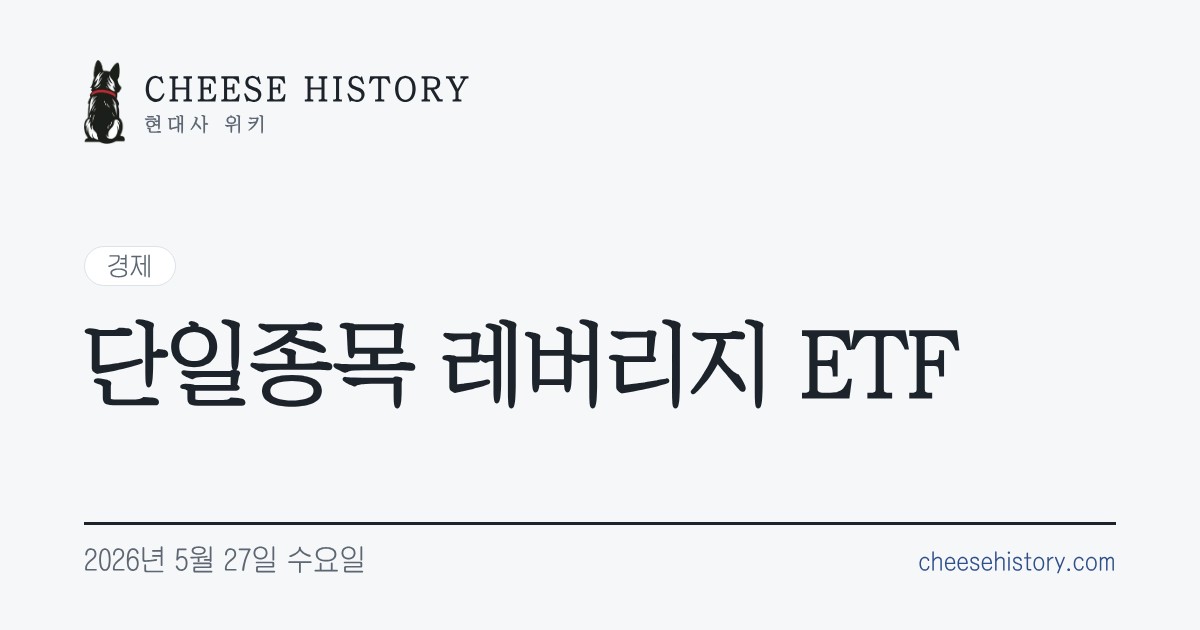 CHEESE HISTORY
현대사 위키
경제
단일종목 레버리지 ETF
2026년 5월 27일 수요일
cheesehistory.com